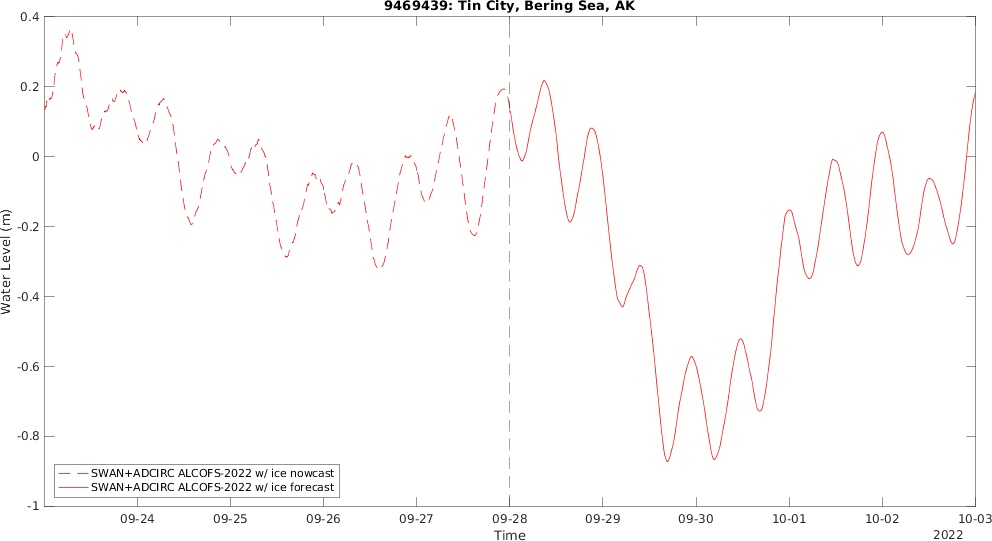 9469439: Tin City, Bering Sea, AK
0.4
0.2
0
-0.2
-0.4
-0.6
-0.8
-1
Water Level (m)
SWAN+ADCIRC ALCOFS-2022 w/ ice nowcast
SWAN+ADCIRC ALCOFS-2022 w/ ice forecast
09-24 09-25 09-26 09-27 09-28 09-29 09-30 10-01 10-02 10-03
Time
2022